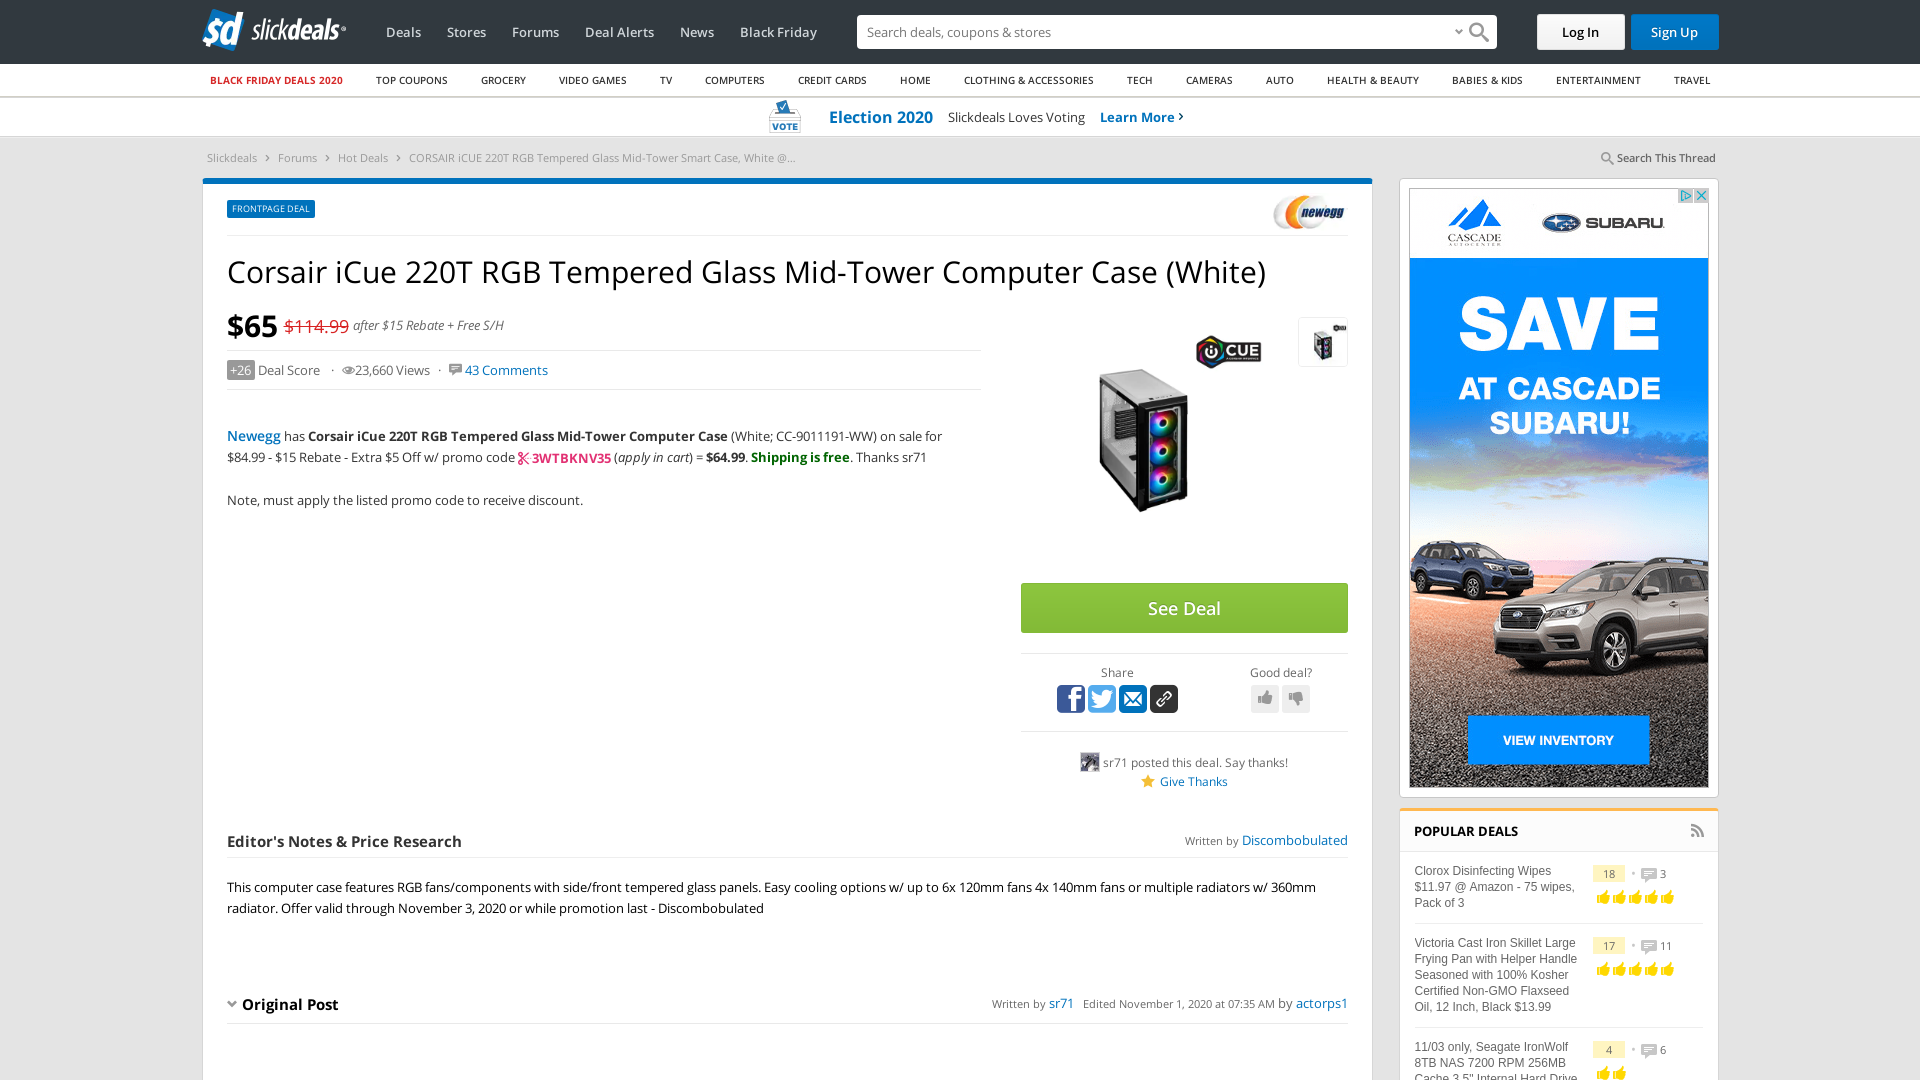 slickdeals
Deals Stores Forums Deal Alerts News Black Friday
Search deals, coupons & stores
Log In Sign Up
BLACK FRIDAY DEALS 2020 TOP COUPONS GROCERY VIDEO GAMES TV COMPUTERS CREDIT CARDS HOME CLOTHING & ACCESSORIES TECH CAMERAS AUTO HEALTH & BEAUTY BABIES & KIDS ENTERTAINMENT TRAVEL
VOTE Election 2020 Slickdeals Loves Voting Learn More
Slickdeals Forums Hot Deals CORSAIR iCUE 220T RGB Tempered Glass Mid-Tower Smart Case, White @...
Search This Thread
FRONTPAGE DEAL
newegg
Corsair iCue 220T RGB Tempered Glass Mid-Tower Computer Case (White)
$65 $114.99 after $15 Rebate + Free S/H
+26 Deal Score · 23,660 Views · 43 Comments
Newegg has Corsair iCue 220T RGB Tempered Glass Mid-Tower Computer Case (White; CC-9011191-WW) on sale for
$84.99 - $15 Rebate - Extra $5 Off w/ promo code 3WTBKNV35 (apply in cart) = $64.99. Shipping is free. Thanks sr71
Note, must apply the listed promo code to receive discount.
iCUE
See Deal
Share
Good deal?
sr71 posted this deal. Say thanks!
Give Thanks
Editor's Notes & Price Research
Written by Discombobulated
This computer case features RGB fans/components with side/front tempered glass panels. Easy cooling options w/ up to 6x 120mm fans 4x 140mm fans or multiple radiators w/ 360mm
radiator. Offer valid through November 3, 2020 or while promotion last - Discombobulated
Original Post
Written by sr71 Edited November 1, 2020 at 07:35 AM by actorps1
CASCADE
AUTOCENTER
SUBARU
SAVE
AT CASCADE
SUBARU!
VIEW INVENTORY
POPULAR DEALS
Clorox Disinfecting Wipes
$11.97 @ Amazon - 75 wipes,
Pack of 3
18 · 3
Victoria Cast Iron Skillet Large
Frying Pan with Helper Handle
Seasoned with 100% Kosher
Certified Non-GMO Flaxseed
Oil, 12 Inch, Black $13.99
17 · 11
11/03 only, Seagate IronWolf
8TB NAS 7200 RPM 256MB
Cache 3.5" Internal Hard Drive
4 · 6